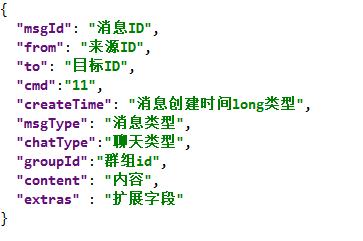 {
"msgId": "消息ID",
"from": "来源ID",
"to": "目标ID",
"cmd":"11",
"createTime": "消息创建时间long类型",
"msgType": "消息类型",
"chatType":"聊天类型",
"groupId":"群组id",
"content": "内容",
"extras" : "扩展字段"
}